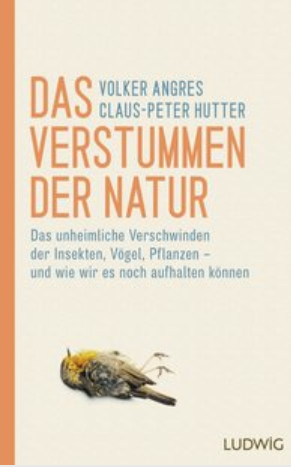 DAS
VOLKER ANGRES
CLAUS-PETER HUTTER
VERSTUMMEN
DER NATUR
Das unheimliche Verschwinden
der Insekten, Vögel, Pflanzen –
und wie wir es noch aufhalten können
LUDWiG